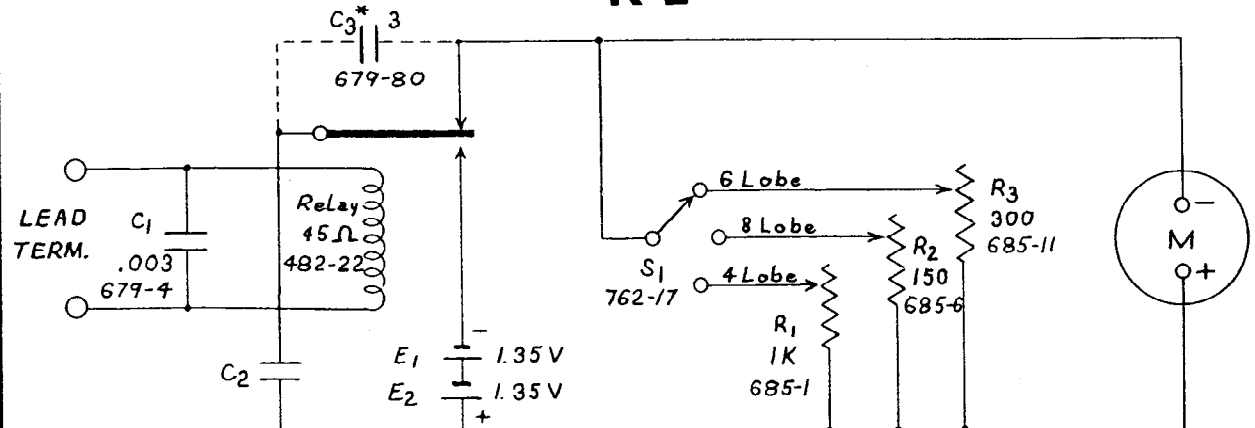 C3* 3
679-80
LEAD
TERM.
C1
.003
679-4
Relay
45Ω
482-22
C2
E1 1.35 V
E2 1.35 V
-
+
6 Lobe
8 Lobe
4 Lobe
S1
762-17
R1
1K
685-1
R2
150
685-6
R3
300
685-11
-
M
+